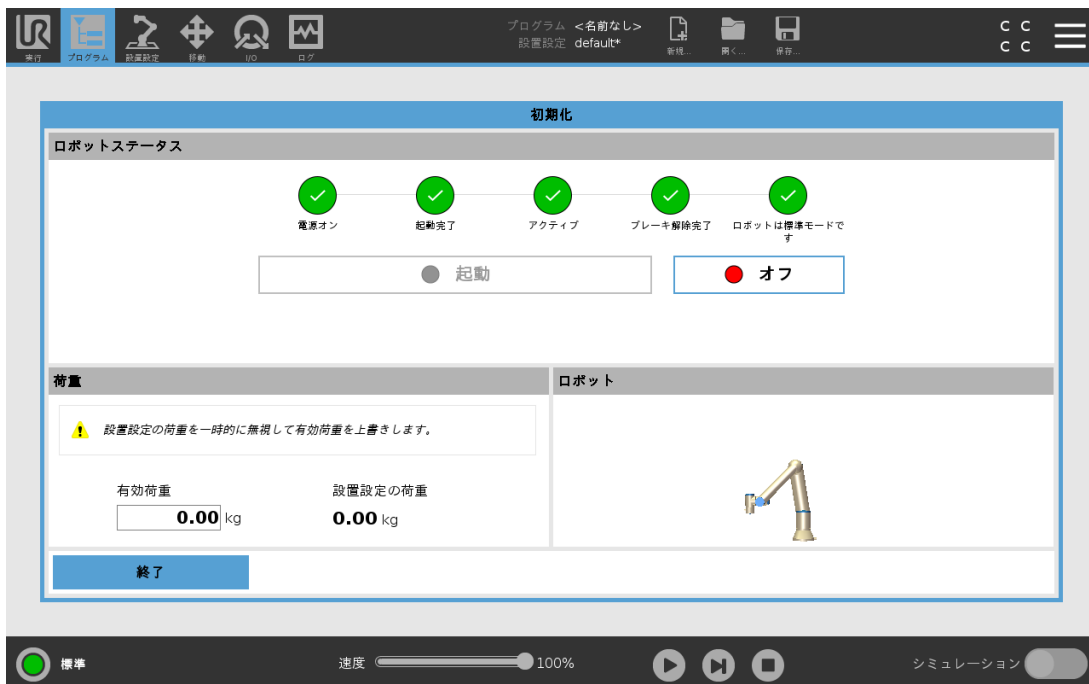 プログラム <名前なし>
設置設定 default*
UR
実行
プログラム
設置設定
移動
I/O
ログ
新規...
開く...
保存...
C C
C C
初期化
ロボットステータス
電源オン
起動完了
アクティブ
ブレーキ解除完了
ロボットは標準モードで
す
起動
オフ
荷重
ロボット
設置設定の荷重を一時的に無視して有効荷重を上書きします。
有効荷重
設置設定の荷重
0.00 kg
0.00 kg
終了
標準
速度
100%
シミュレーション